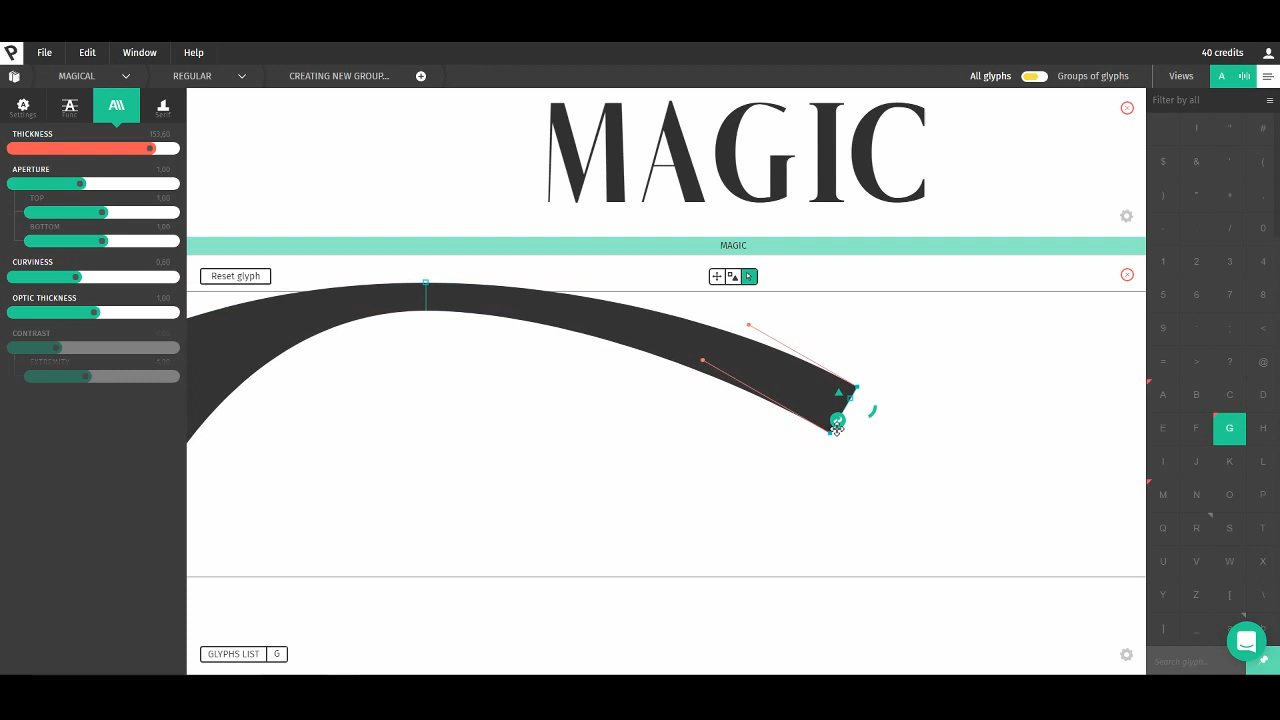 File Edit Window Help 40 credits
MAGICAL REGULAR CREATING NEW GROUP... All glyphs Groups of glyphs Views A
Settings Func Serif
Filter by all
THICKNESS 153,60
APERTURE 1,00
TOP 1,00
BOTTOM 1,00
CURVINESS 0,60
OPTIC THICKNESS 1,00
CONTRAST
EXTREMITY 1,00
MAGIC
MAGIC
Reset glyph
GLYPHS LIST G
! " #
$ & ' (
) * + ,
- . / 0
1 2 3 4
5 6 7 8
9 : ; <
= > ? @
A B C D
E F G H
I J K L
M N O P
Q R S T
U V W X
Y Z [ \
] _
Search glyph...